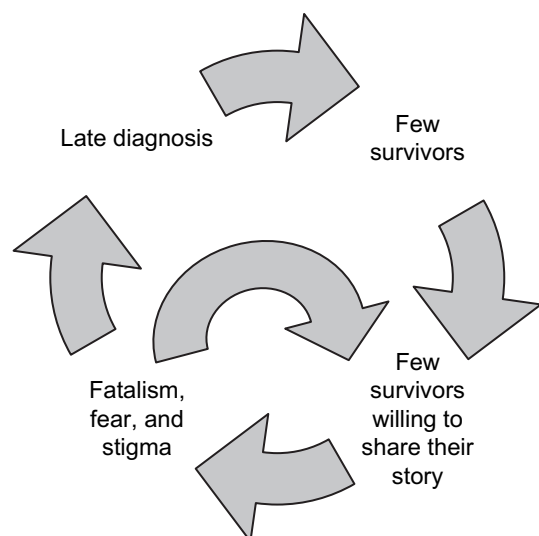 Late diagnosis
Few
survivors
Fatalism,
fear, and
stigma
Few
survivors
willing to
share their
story